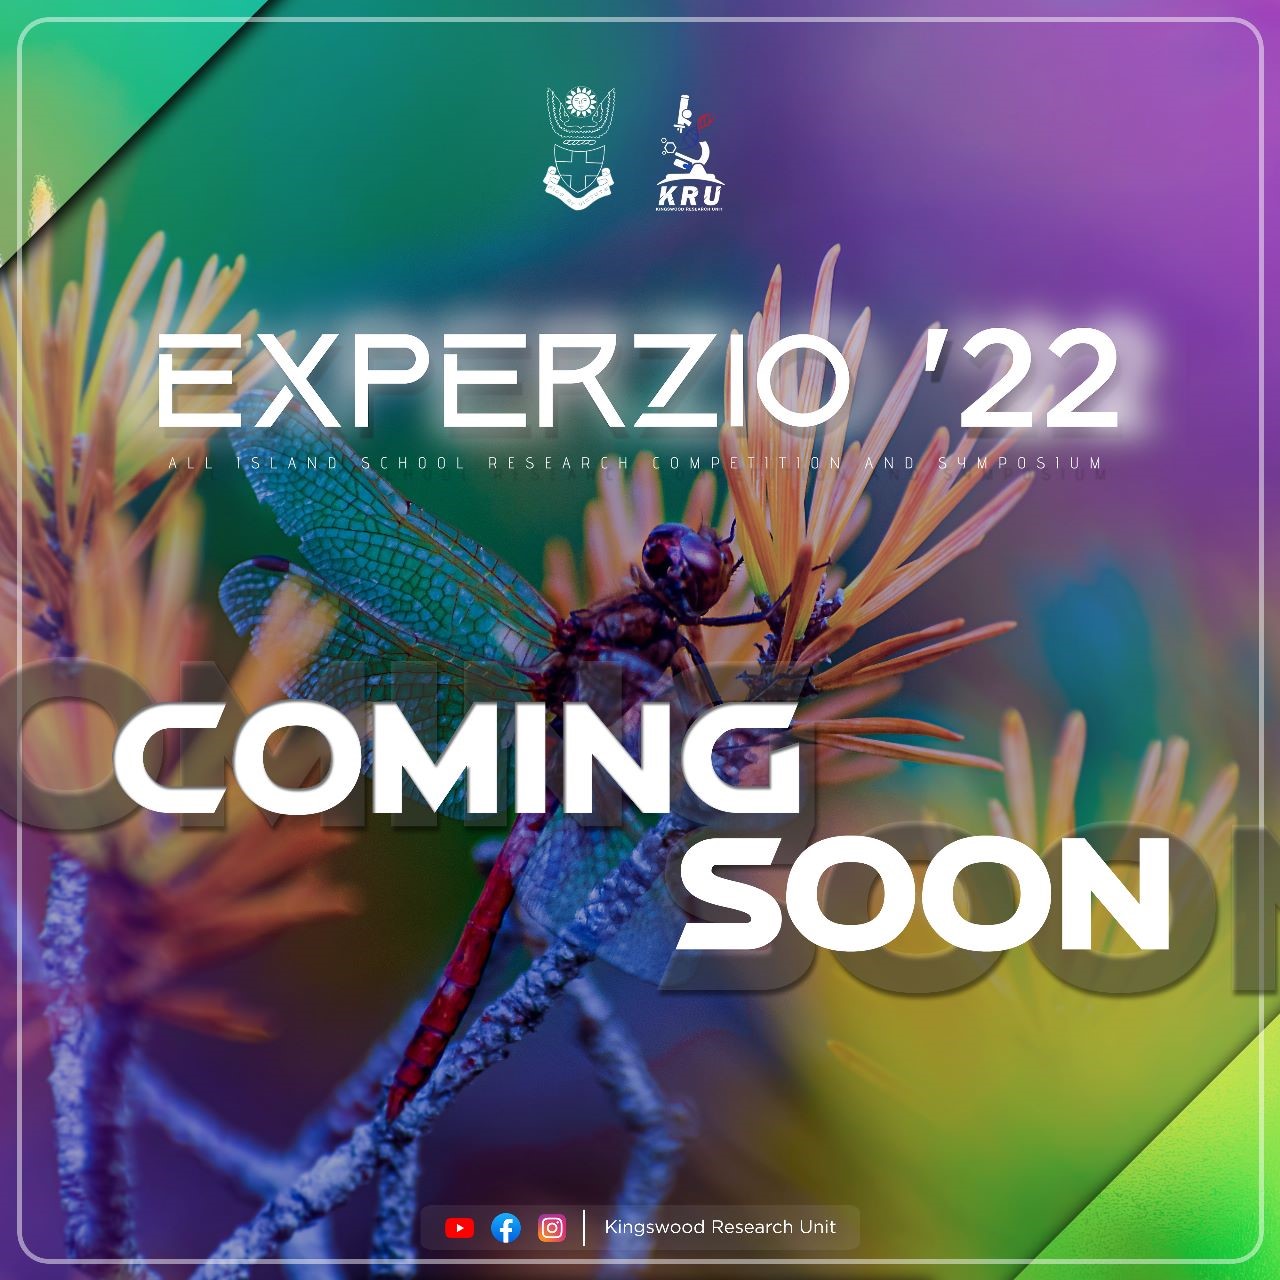 KRU
KINGSWOOD RESEARCH UNIT
EXPERZIO '22
ALL ISLAND SCHOOL RESEARCH COMPETITION AND SYMPOSIUM
COMING
SOON
Kingswood Research Unit